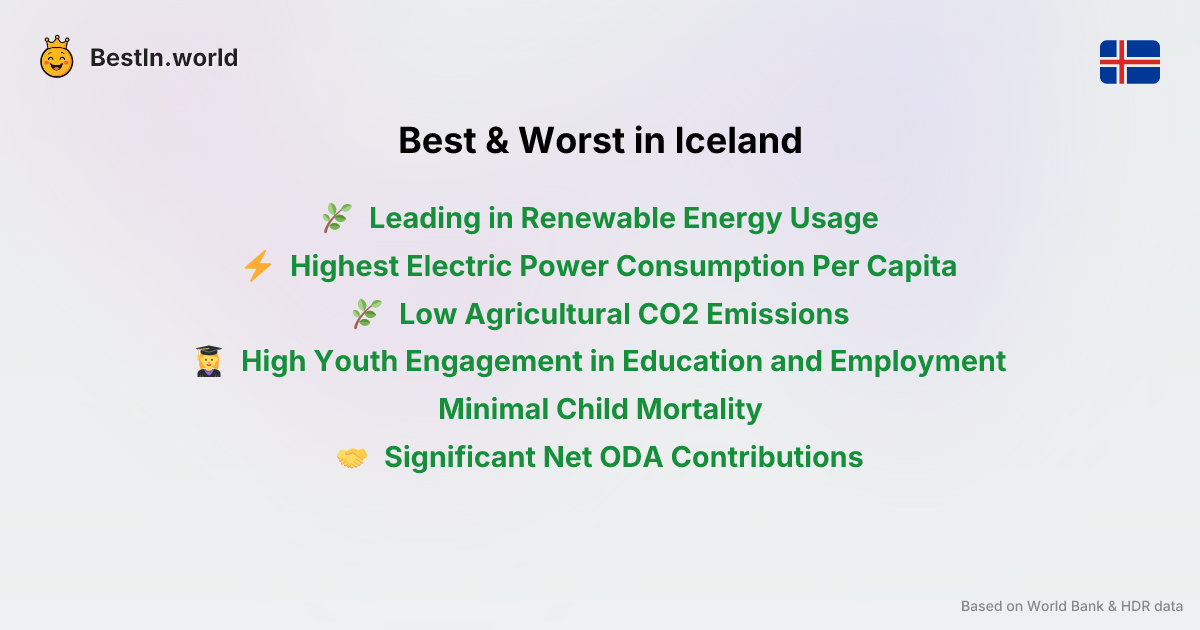 BestIn.world
Best & Worst in Iceland
Leading in Renewable Energy Usage
Highest Electric Power Consumption Per Capita
Low Agricultural CO2 Emissions
High Youth Engagement in Education and Employment
Minimal Child Mortality
Significant Net ODA Contributions
Based on World Bank & HDR data